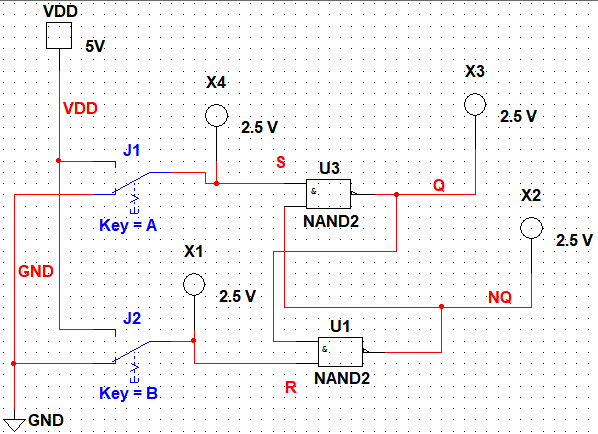 VDD
5V
X4
X3
2.5 V
2.5 V
VDD
J1
S
U3
&
Q
Key = A
NAND2
X2
X1
2.5 V
GND
2.5 V
NQ
J2
U1
&
Key = B
NAND2
R
GND